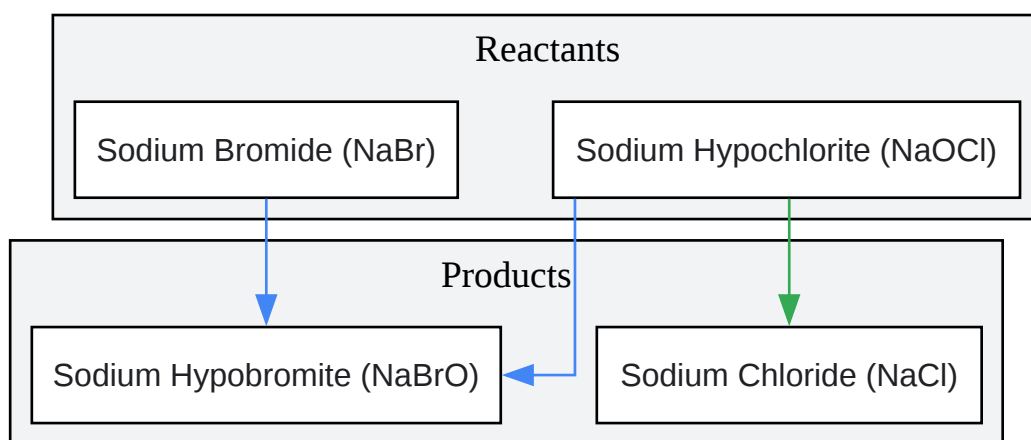 Reactants
Sodium Bromide (NaBr)
Sodium Hypochlorite (NaOCl)
Products
Sodium Hypobromite (NaBrO)
Sodium Chloride (NaCl)